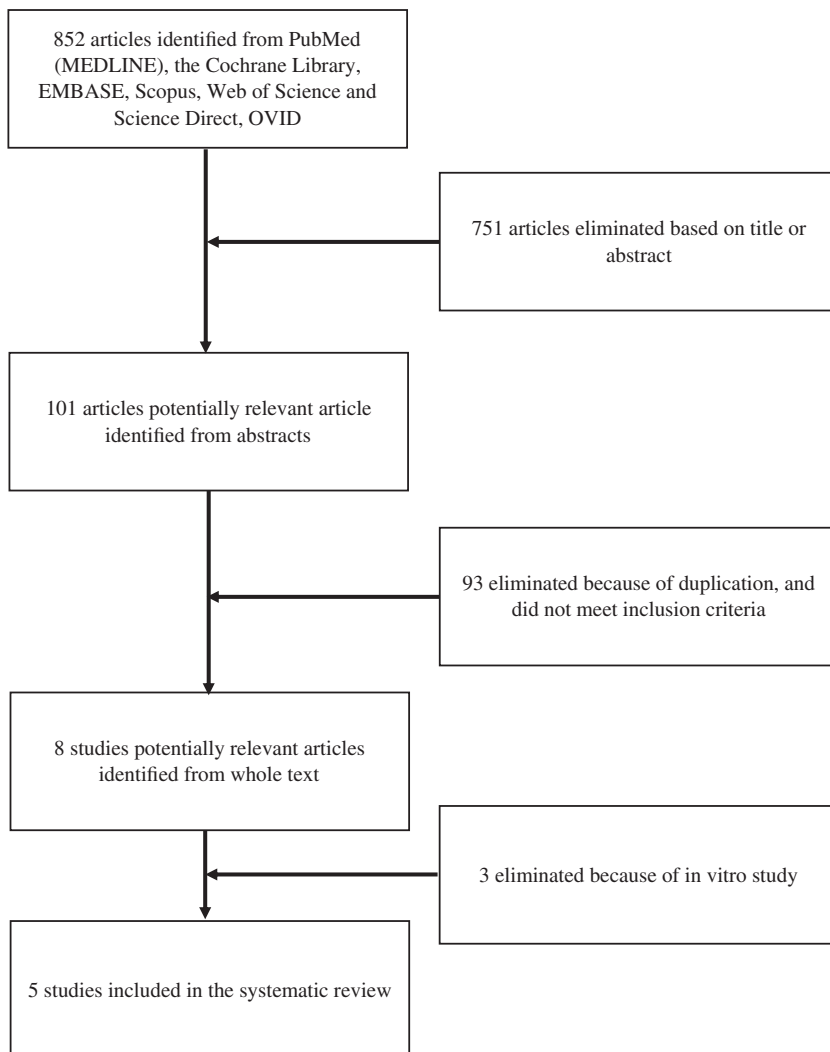 852 articles identified from PubMed
(MEDLINE), the Cochrane Library,
EMBASE, Scopus, Web of Science and
Science Direct, OVID
751 articles eliminated based on title or
abstract
101 articles potentially relevant article
identified from abstracts
93 eliminated because of duplication, and
did not meet inclusion criteria
8 studies potentially relevant articles
identified from whole text
3 eliminated because of in vitro study
5 studies included in the systematic review